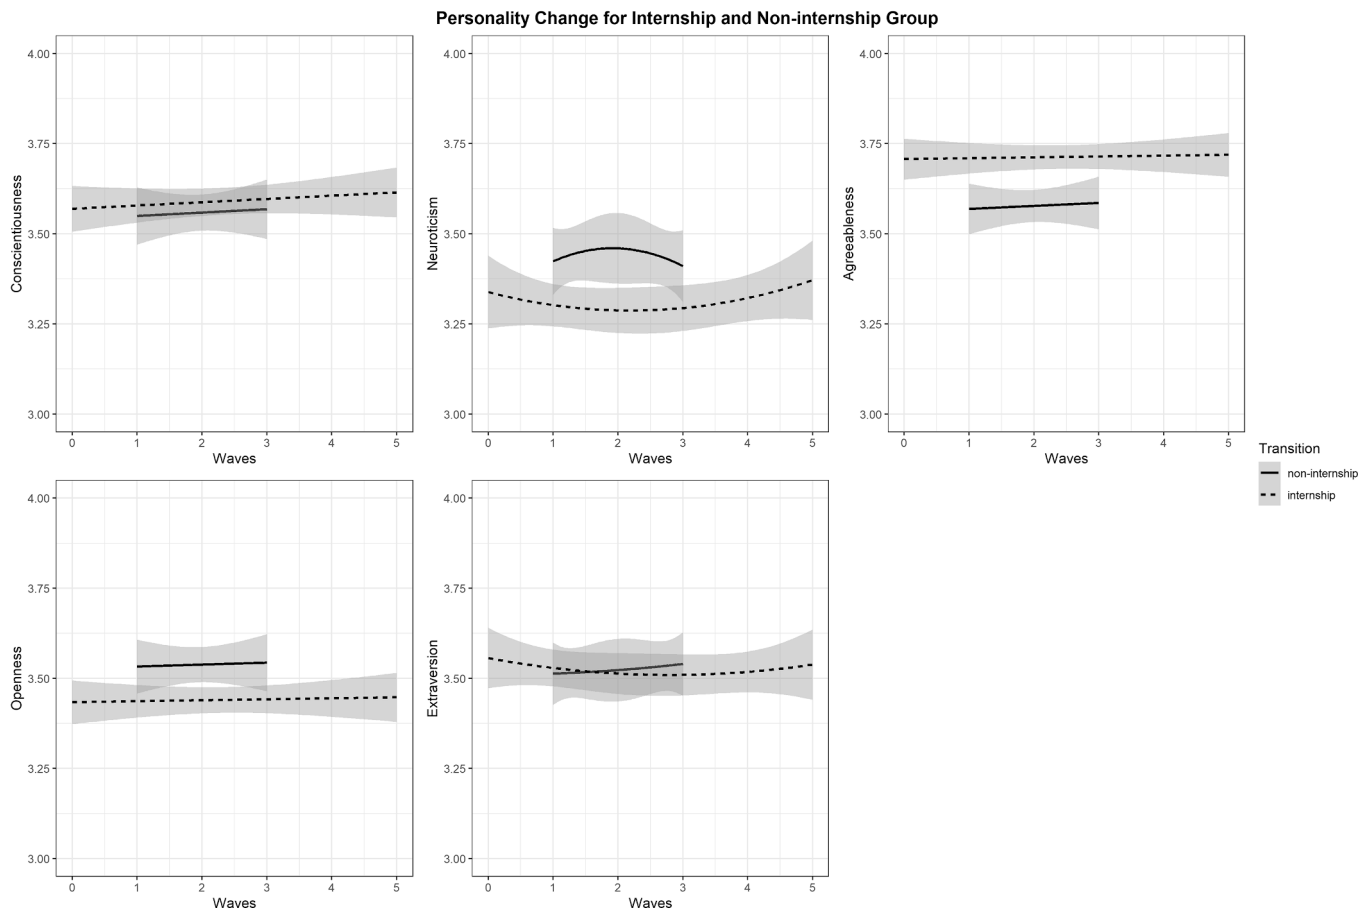 Personality Change for Internship and Non-internship Group
Conscientiousness
4.00
3.75
3.50
3.25
3.00
0 1 2 3 4 5
Waves
Neuroticism
4.00
3.75
3.50
3.25
3.00
0 1 2 3 4 5
Waves
Agreeableness
4.00
3.75
3.50
3.25
3.00
0 1 2 3 4 5
Waves
Openness
4.00
3.75
3.50
3.25
3.00
0 1 2 3 4 5
Waves
Extraversion
4.00
3.75
3.50
3.25
3.00
0 1 2 3 4 5
Waves
Transition
non-internship
internship